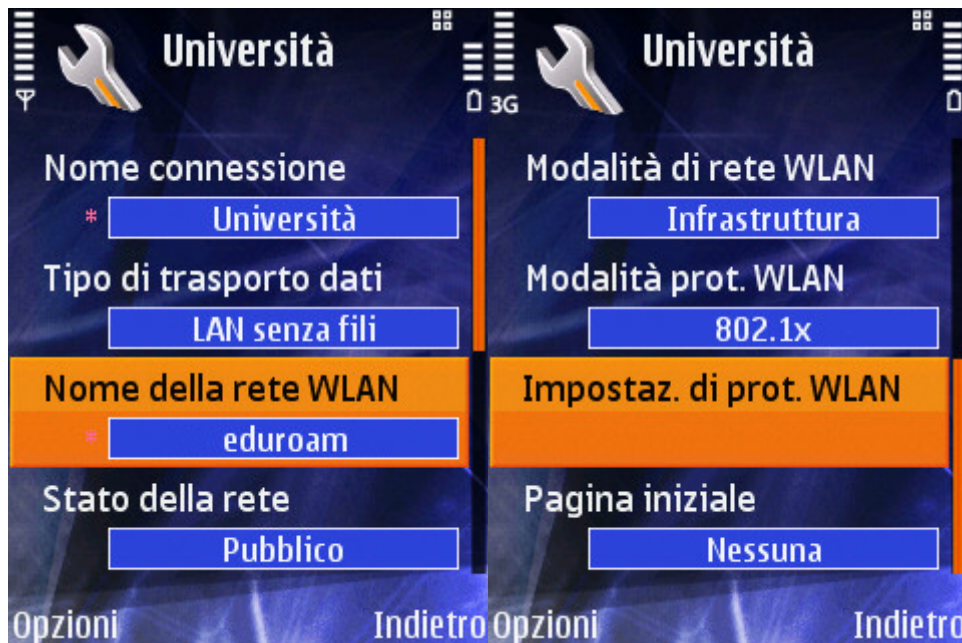 Università
Nome connessione
* Università
Tipo di trasporto dati
LAN senza fili
Nome della rete WLAN
* eduroam
Stato della rete
Pubblico
Opzioni Indietro
3G
Università
Modalità di rete WLAN
Infrastruttura
Modalità prot. WLAN
802.1x
Impostaz. di prot. WLAN
Pagina iniziale
Nessuna
Opzioni Indietro